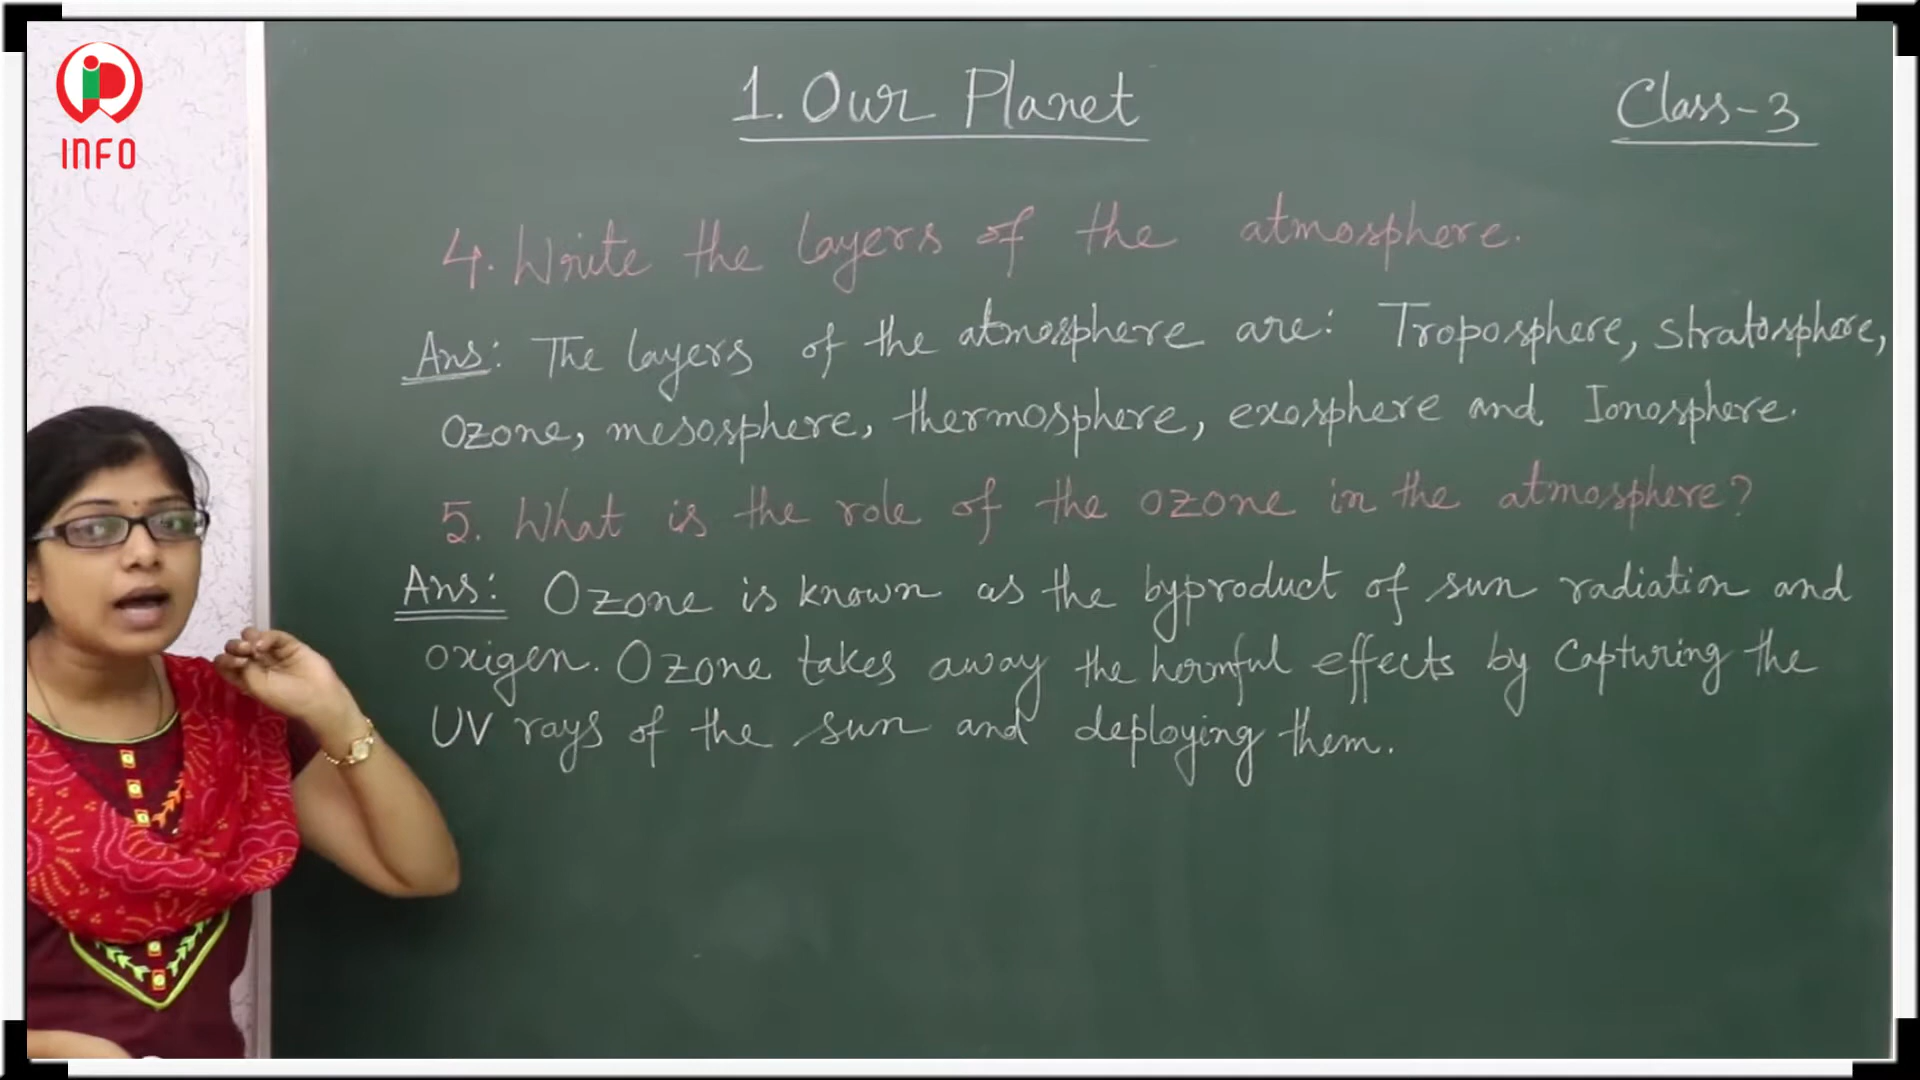 INFO
1. Our Planet
Class-3
4. Write the layers of the atmosphere.
Ans: The layers of the atmosphere are: Troposphere, stratosphere,
Ozone, mesosphere, thermosphere, exosphere and Ionosphere.
5. What is the role of the ozone in the atmosphere?
Ans: Ozone is known as the byproduct of sun radiation and
oxigen. Ozone takes away the harmful effects by capturing the
UV rays of the sun and deploying them.